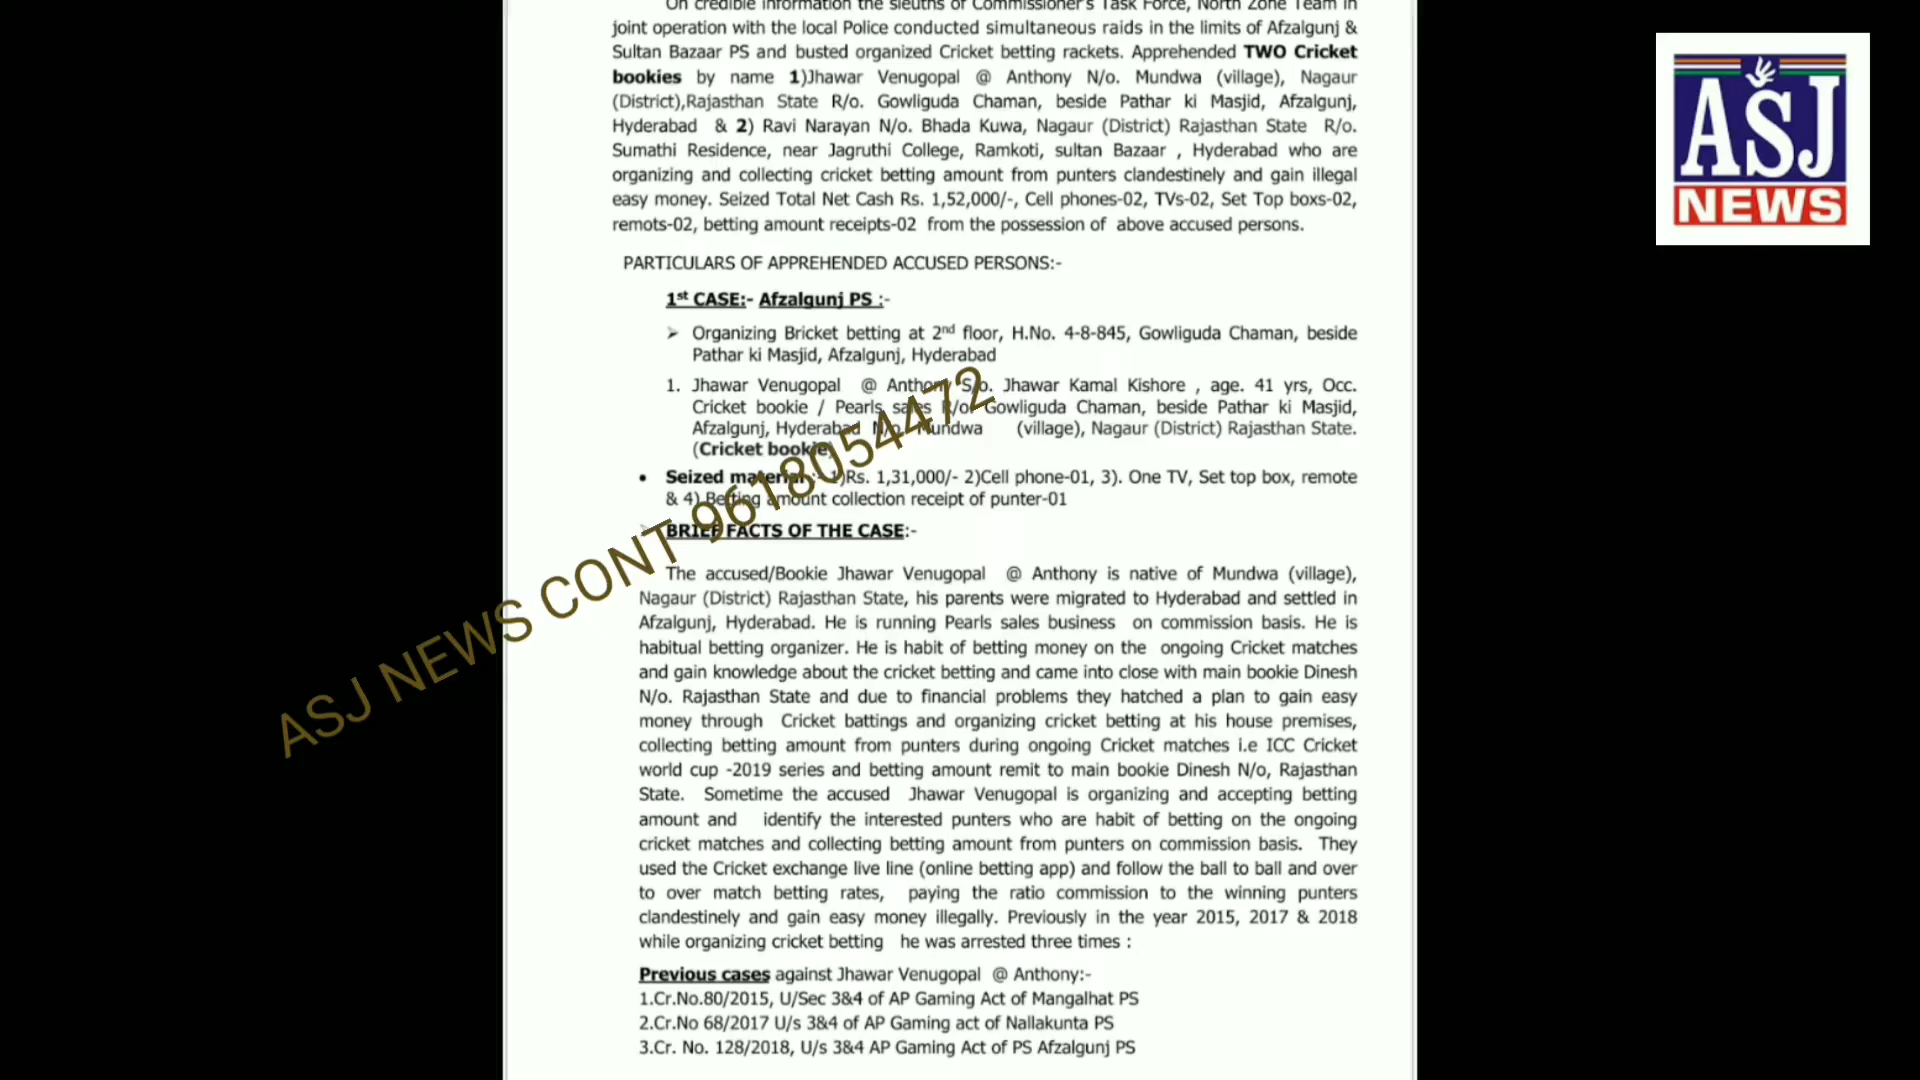 On credible information the sleuths of Commissioner's Task Force, North Zone Team in
joint operation with the local Police conducted simultaneous raids in the limits of Afzalgunj &
Sultan Bazaar PS and busted organized Cricket betting rackets. Apprehended TWO Cricket
bookies by name 1)Jhawar Venugopal @ Anthony N/o. Mundwa (village), Nagaur
(District),Rajasthan State R/o. Gowliguda Chaman, beside Pathar ki Masjid, Afzalgunj,
Hyderabad & 2) Ravi Narayan N/o. Bhada Kuwa, Nagaur (District) Rajasthan State R/o.
Sumathi Residence, near Jagruthi College, Ramkoti, sultan Bazaar , Hyderabad who are
organizing and collecting cricket betting amount from punters clandestinely and gain illegal
easy money. Seized Total Net Cash Rs. 1,52,000/-, Cell phones-02, TVs-02, Set Top boxs-02,
remots-02, betting amount receipts-02 from the possession of above accused persons.
PARTICULARS OF APPREHENDED ACCUSED PERSONS:-
1st CASE:- Afzalgunj PS :-
➢ Organizing Bricket betting at 2nd floor, H.No. 4-8-845, Gowliguda Chaman, beside
Pathar ki Masjid, Afzalgunj, Hyderabad
1. Jhawar Venugopal @ Anthony S/o. Jhawar Kamal Kishore , age. 41 yrs, Occ.
Cricket bookie / Pearls sales R/o. Gowliguda Chaman, beside Pathar ki Masjid,
Afzalgunj, Hyderabad N/o. Mundwa (village), Nagaur (District) Rajasthan State.
(Cricket bookie)
• Seized material :- 1)Rs. 1,31,000/- 2)Cell phone-01, 3). One TV, Set top box, remote
& 4) Betting amount collection receipt of punter-01
BRIEF FACTS OF THE CASE:-
The accused/Bookie Jhawar Venugopal @ Anthony is native of Mundwa (village),
Nagaur (District) Rajasthan State, his parents were migrated to Hyderabad and settled in
Afzalgunj, Hyderabad. He is running Pearls sales business on commission basis. He is
habitual betting organizer. He is habit of betting money on the ongoing Cricket matches
and gain knowledge about the cricket betting and came into close with main bookie Dinesh
N/o. Rajasthan State and due to financial problems they hatched a plan to gain easy
money through Cricket battings and organizing cricket betting at his house premises,
collecting betting amount from punters during ongoing Cricket matches i.e ICC Cricket
world cup -2019 series and betting amount remit to main bookie Dinesh N/o, Rajasthan
State. Sometime the accused Jhawar Venugopal is organizing and accepting betting
amount and identify the interested punters who are habit of betting on the ongoing
cricket matches and collecting betting amount from punters on commission basis. They
used the Cricket exchange live line (online betting app) and follow the ball to ball and over
to over match betting rates, paying the ratio commission to the winning punters
clandestinely and gain easy money illegally. Previously in the year 2015, 2017 & 2018
while organizing cricket betting he was arrested three times :
Previous cases against Jhawar Venugopal @ Anthony:-
1.Cr.No.80/2015, U/Sec 3&4 of AP Gaming Act of Mangalhat PS
2.Cr.No 68/2017 U/s 3&4 of AP Gaming act of Nallakunta PS
3.Cr. No. 128/2018, U/s 3&4 AP Gaming Act of PS Afzalgunj PS
ASJ NEWS CONT 9618054472
ASJ
NEWS